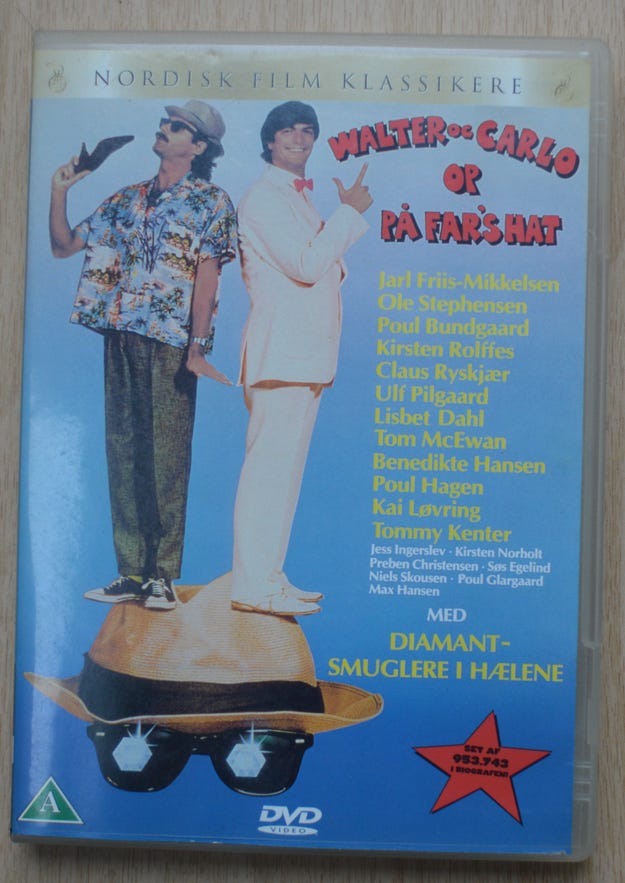 NORDISK FILM KLASSIKERE
WALTER OG CARLO
OP
PÅ FAR'S HAT
Jarl Friis-Mikkelsen
Ole Stephensen
Poul Bundgaard
Kirsten Rolffes
Claus Ryskjær
Ulf Pilgaard
Lisbet Dahl
Tom McEwan
Benedikte Hansen
Poul Hagen
Kai Løvring
Tommy Kenter
Jess Ingerslev · Kirsten Norholt
Preben Christensen · Søs Egelind
Niels Skousen · Poul Glargaard
Max Hansen
MED
DIAMANT-
SMUGLERE I HÆLENE
SET AF
953.743
I BIOGRAFEN!
A
DVD
VIDEO